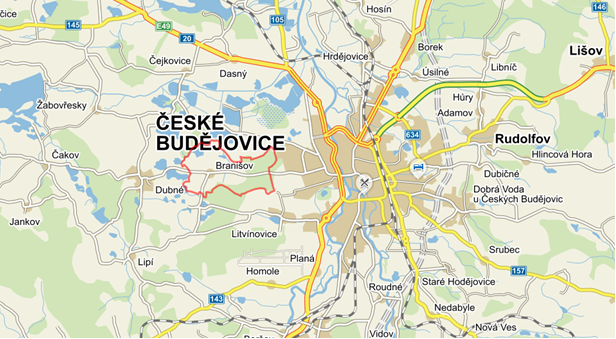 Hosín
146
145
E49
105
Borek
20
Hrdějovice
Lišov
Čejkovice
Úsilné
Libníč
Dasný
Hůry
Žabovřesky
Adamov
ČESKÉ
BUDĚJOVICE
634
Rudolfov
Hlincová Hora
Čakov
Branišov
Dubičné
Dubné
Dobrá Voda
u Českých Budějovic
Jankov
Litvínovice
Srubec
Lipí
Planá
Homole
157
Staré Hodějovice
Roudné
143
Nedabyle
Nová Ves
Vidov